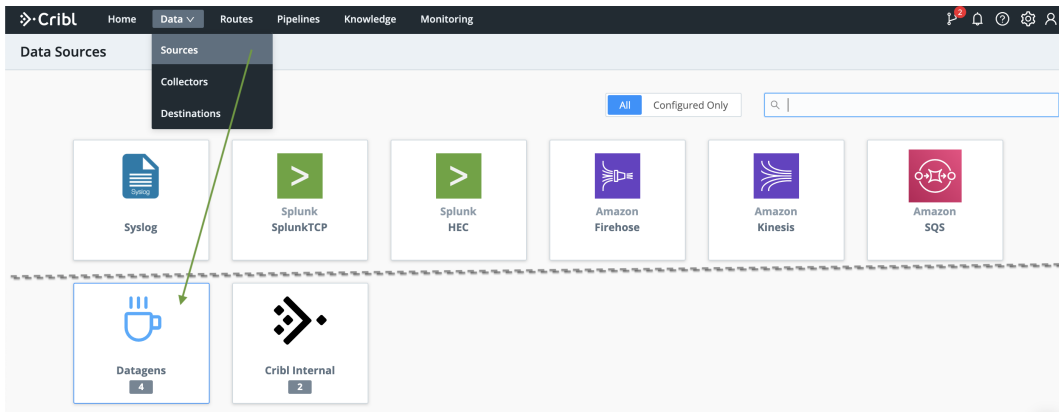 Cribl Home Data Routes Pipelines Knowledge Monitoring 2
Data Sources
Sources
Collectors
Destinations
All Configured Only
Syslog
Syslog
Splunk
SplunkTCP
>
Splunk
HEC
>
Amazon
Firehose
Amazon
Kinesis
Amazon
SQS
Datagens
4
Cribl Internal
2